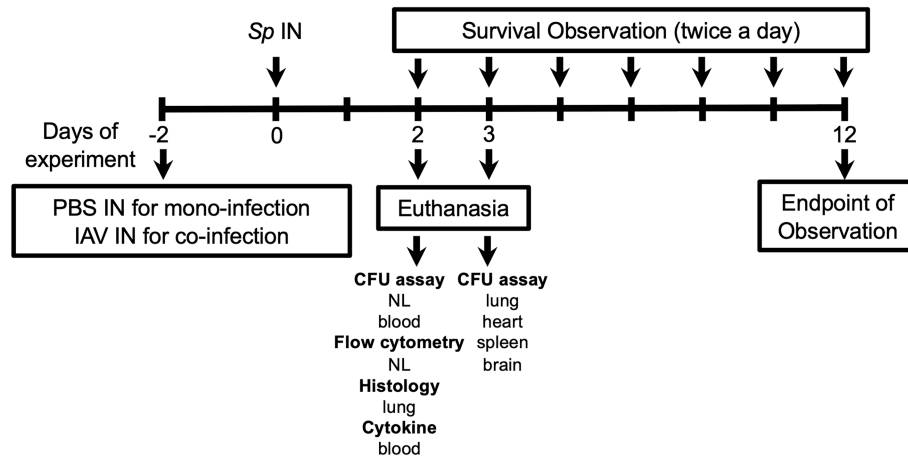 Sp IN
Survival Observation (twice a day)
Days of
experiment
-2
0
2
3
12
PBS IN for mono-infection
IAV IN for co-infection
Euthanasia
Endpoint of
Observation
CFU assay
NL
blood
Flow cytometry
NL
Histology
lung
Cytokine
blood
CFU assay
lung
heart
spleen
brain